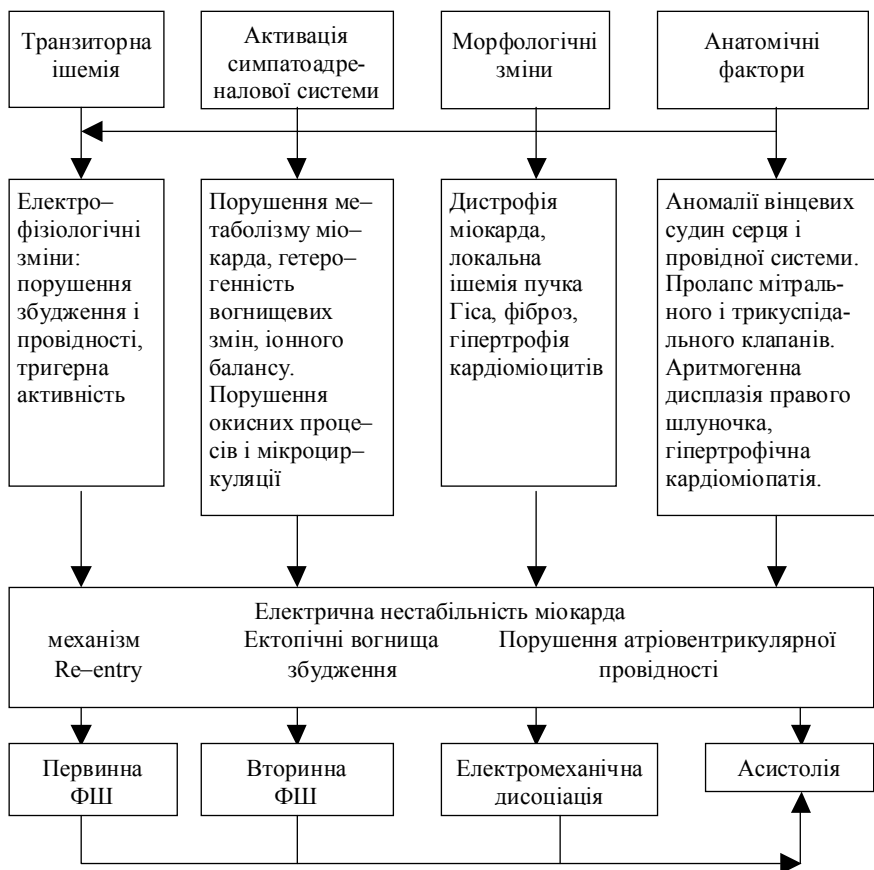 Транзиторна
ішемія
Активація
симпатоадре-
налової системи
Морфологічні
зміни
Анатомічні
фактори
Електро–
фізіологічні
зміни:
порушення
збудження і
провідності,
тригерна
активність
Порушення ме–
таболізму міо–
карда, гетеро–
генність
вогнищевих
змін, іонного
балансу.
Порушення
окисних проце–
сів і мікроцир–
куляції
Дистрофія
міокарда,
локальна
ішемія пучка
Гіса, фіброз,
гіпертрофія
кардіоміоцитів
Аномалії вінцевих
судин серця і
провідної системи.
Пролапс мітраль–
ного і трикуспіда–
льного клапанів.
Аритмогенна
дисплазія правого
шлуночка,
гіпертрофічна
кардіоміопатія.
Електрична нестабільність міокарда
механізм
Re–entry
Ектопічні вогнища
збудження
Порушення атріовентрикулярної
провідності
Первинна
ФШ
Вторинна
ФШ
Електромеханічна
дисоціація
Асистолія